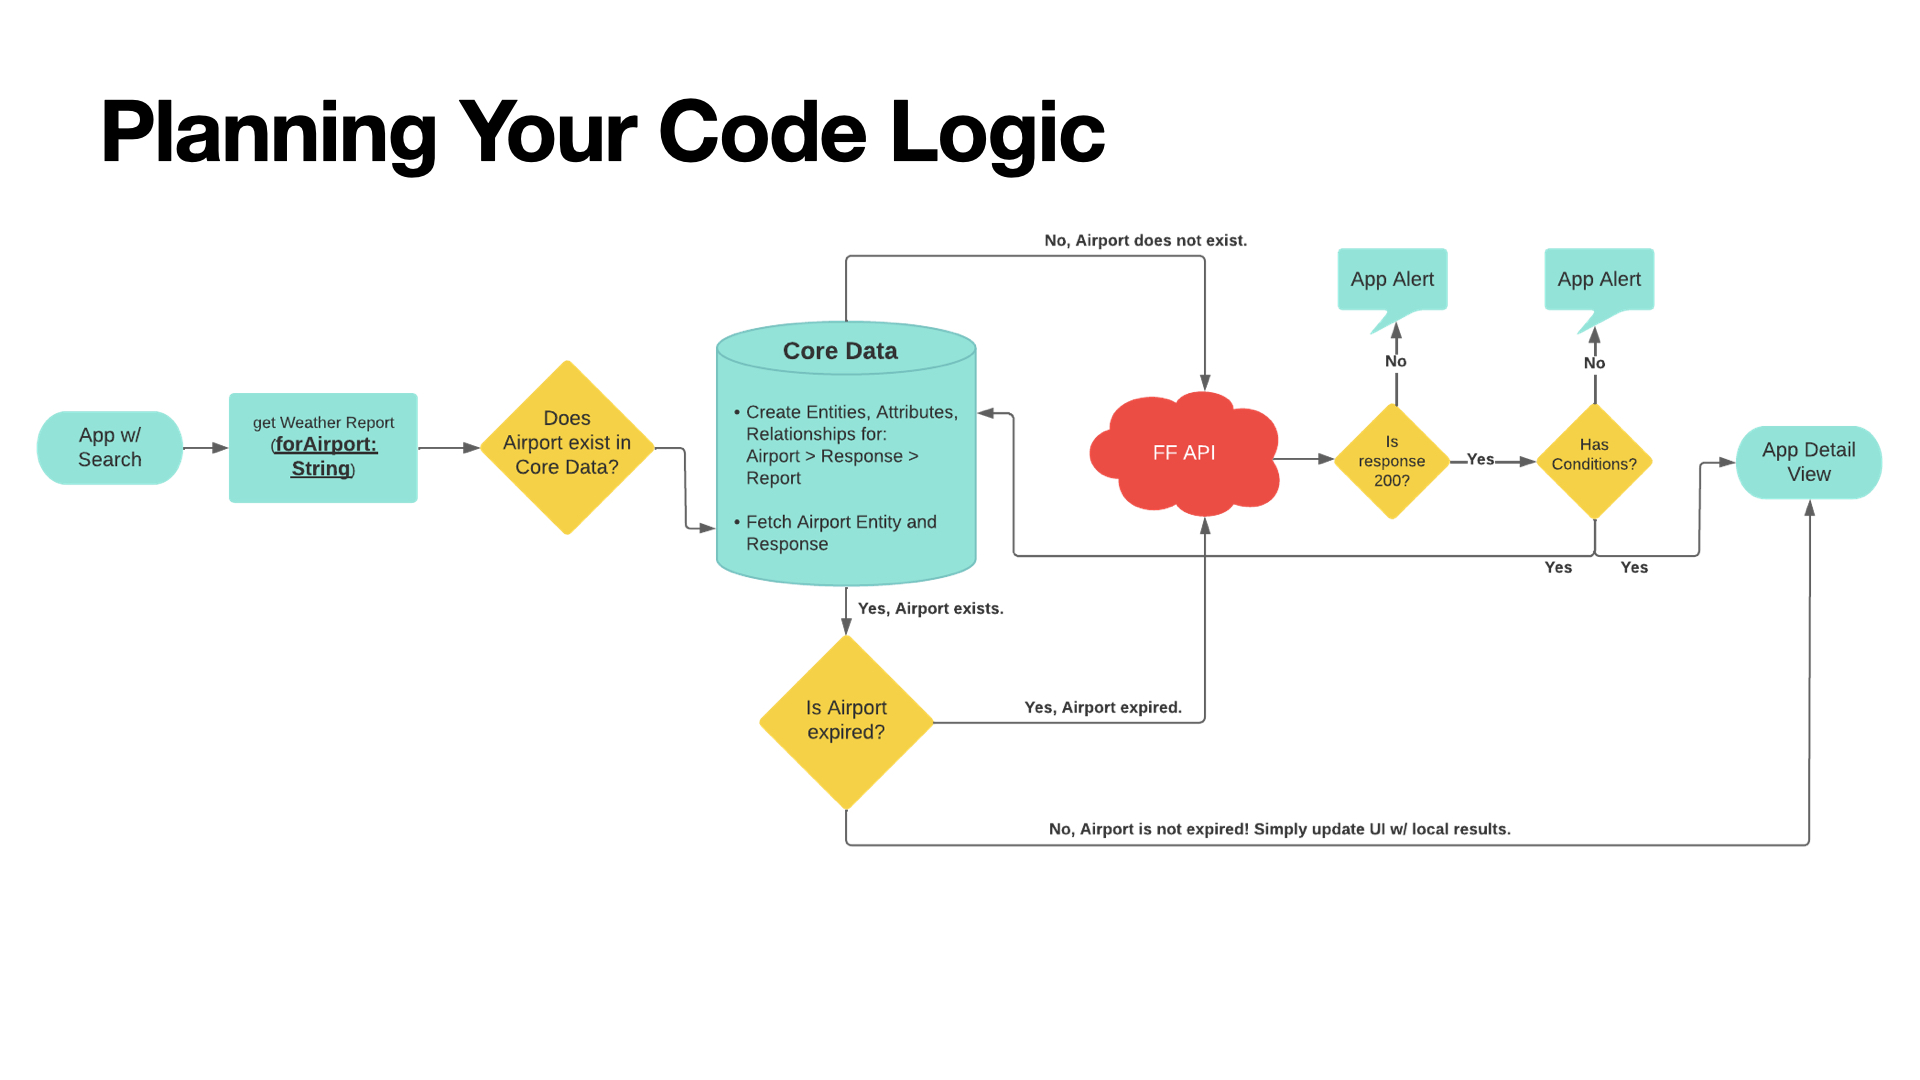 Planning Your Code Logic
App w/
Search
get Weather Report
(forAirport:
String)
Does
Airport exist in
Core Data?
Core Data
• Create Entities, Attributes,
Relationships for:
Airport > Response >
Report
• Fetch Airport Entity and
Response
No, Airport does not exist.
Yes, Airport exists.
Is Airport
expired?
Yes, Airport expired.
No, Airport is not expired! Simply update UI w/ local results.
FF API
Is
response
200?
No
App Alert
Yes
Has
Conditions?
No
App Alert
Yes
Yes
App Detail
View